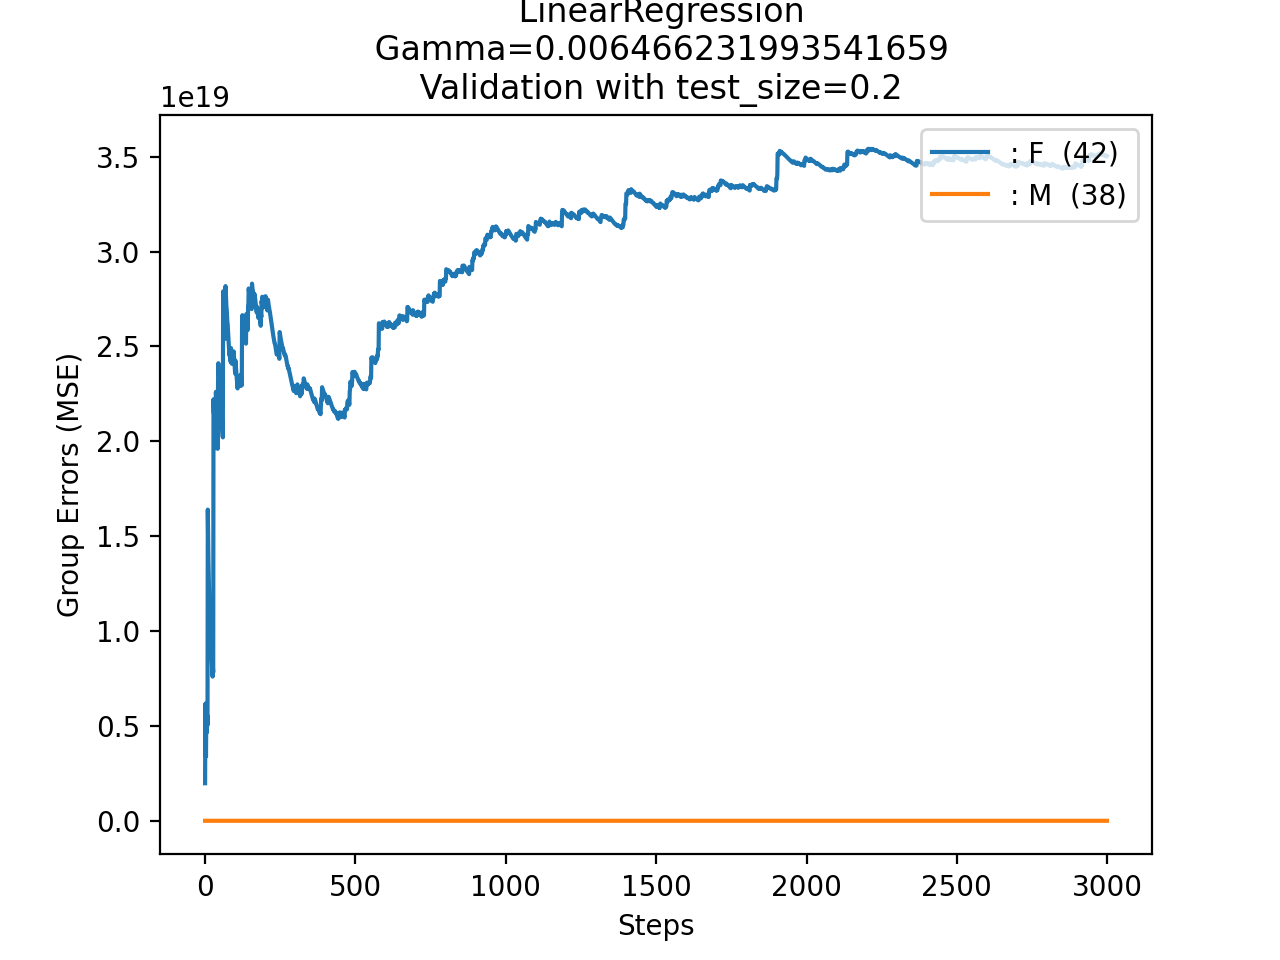 LinearRegression
Gamma=0.006466231993541659
Validation with test_size=0.2
1e19
3.5
3.0
2.5
2.0
1.5
1.0
0.5
0.0
Group Errors (MSE)
: F (42)
: M (38)
0 500 1000 1500 2000 2500 3000
Steps